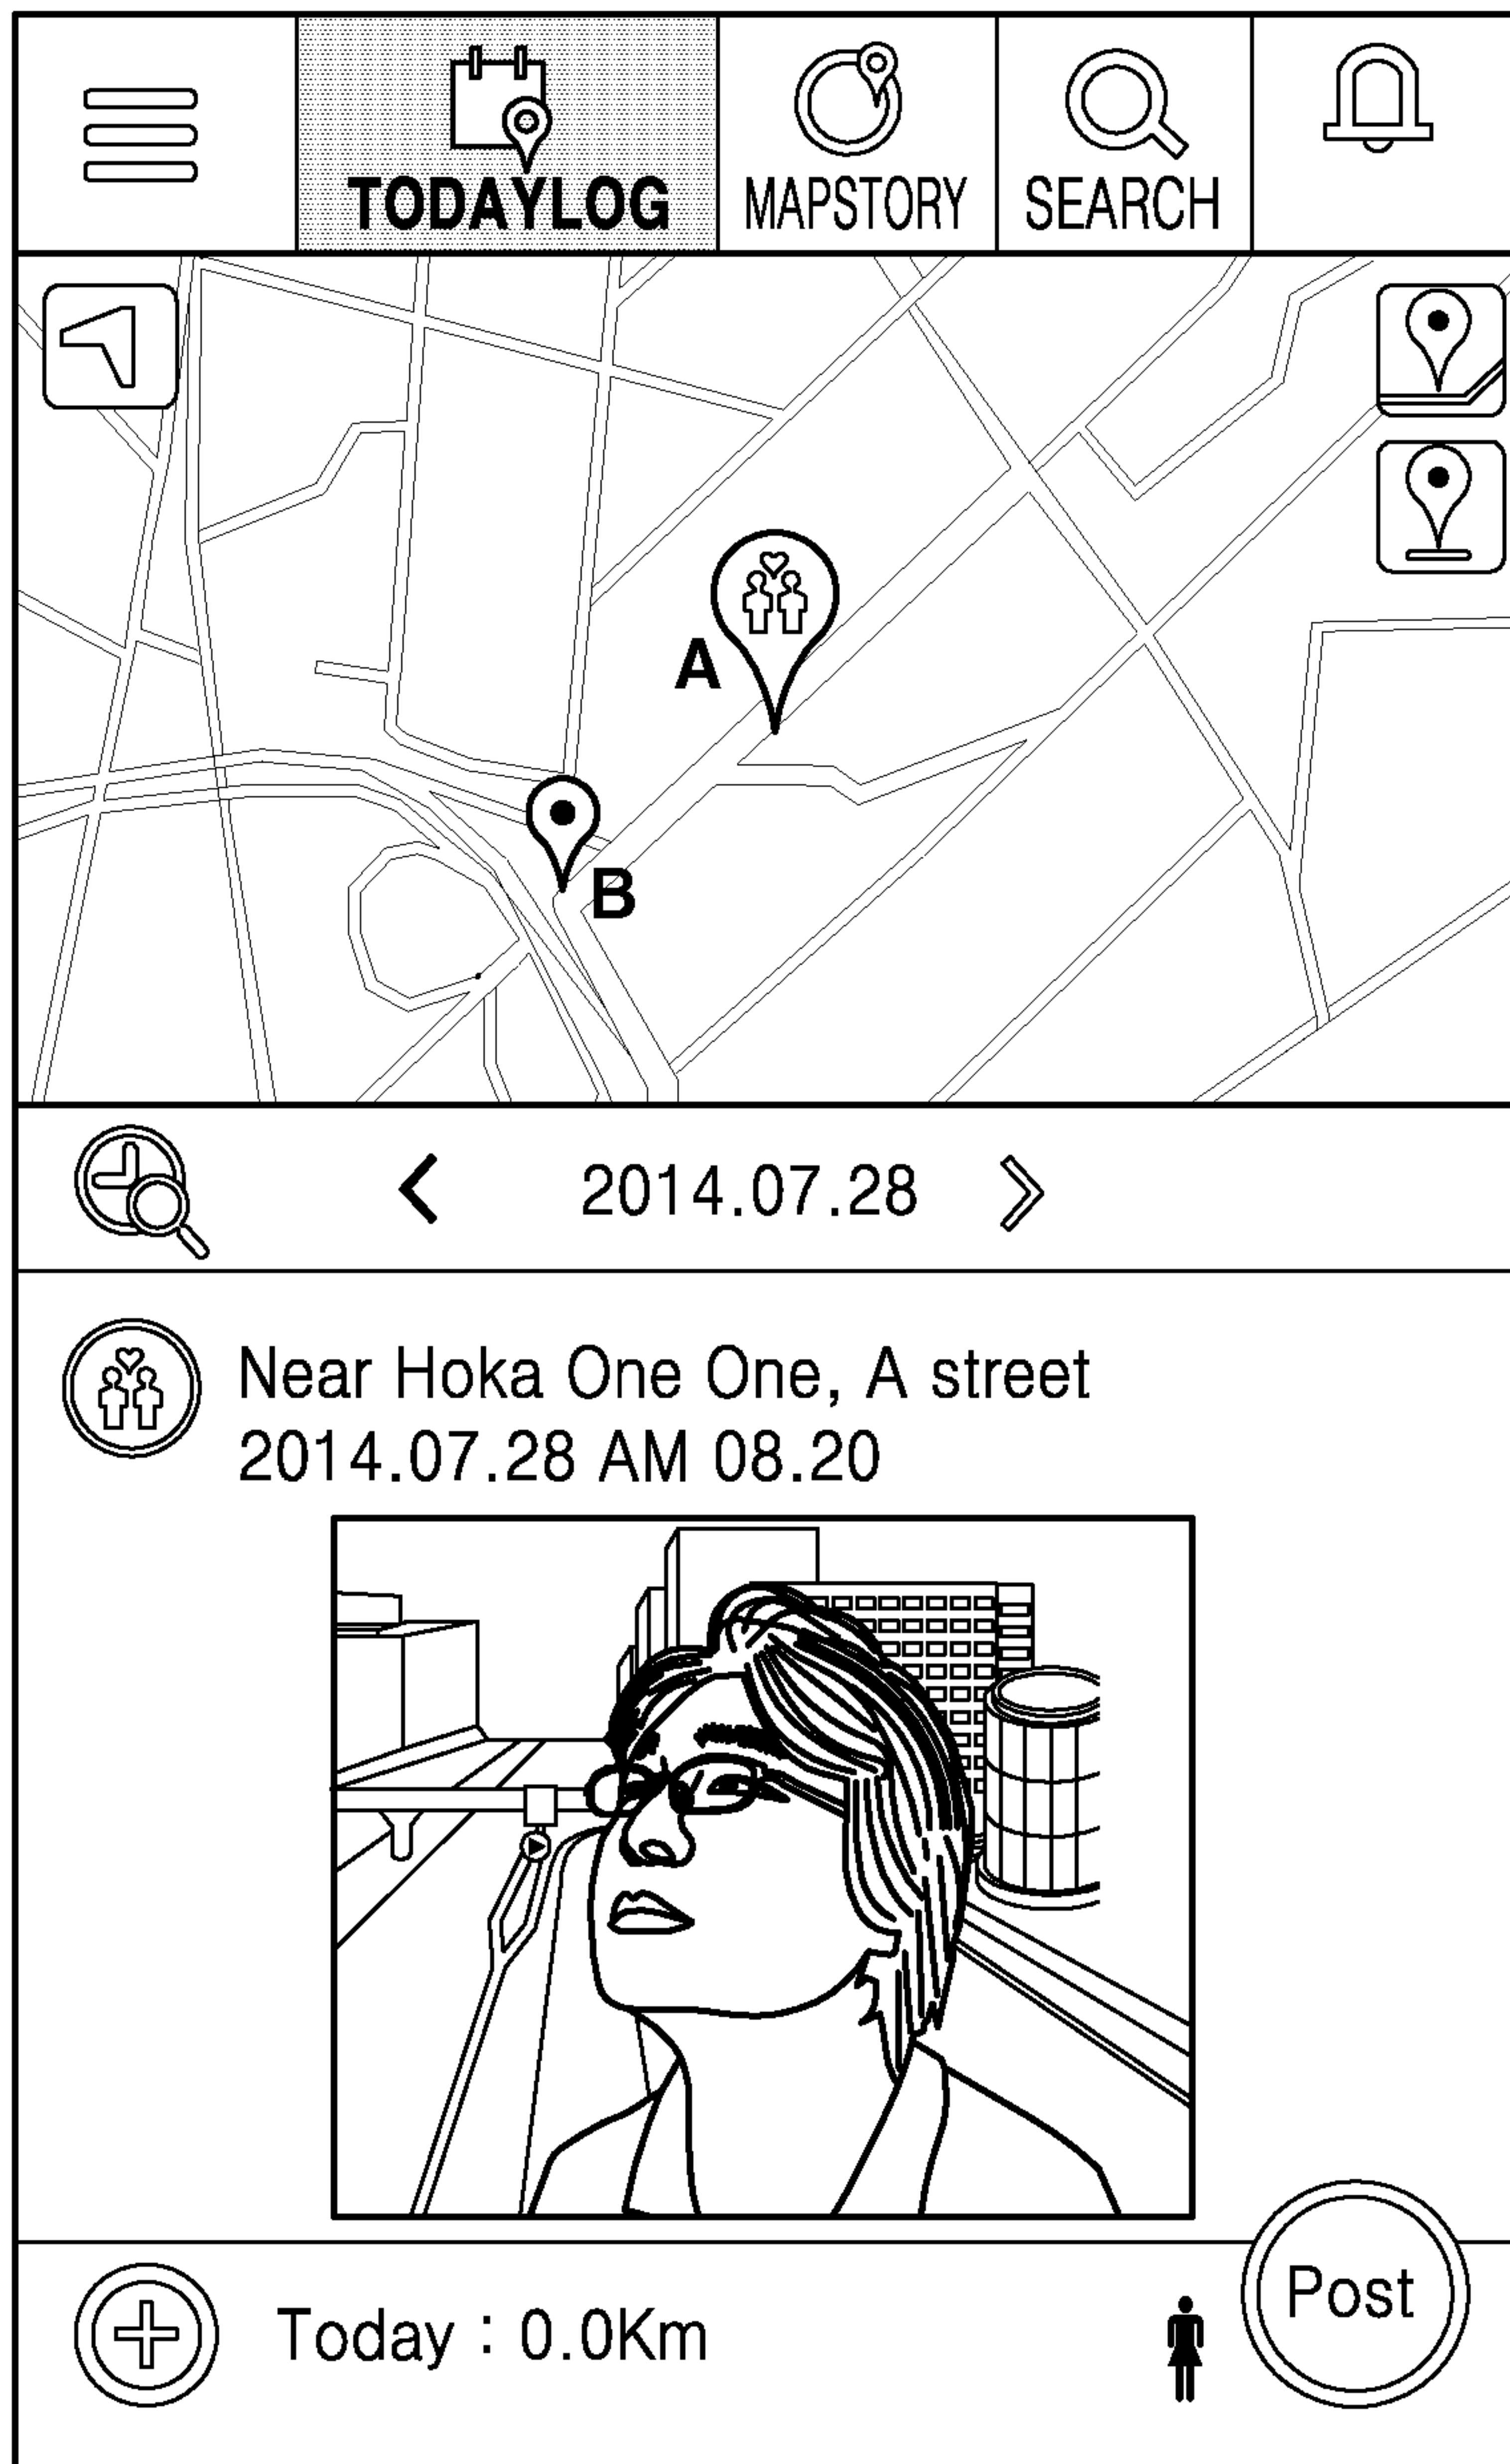 TODAYLOG
MAPSTORY
SEARCH
A
B
2014.07.28
Near Hoka One One, A street
2014.07.28 AM 08.20
Post
Today : 0.0Km